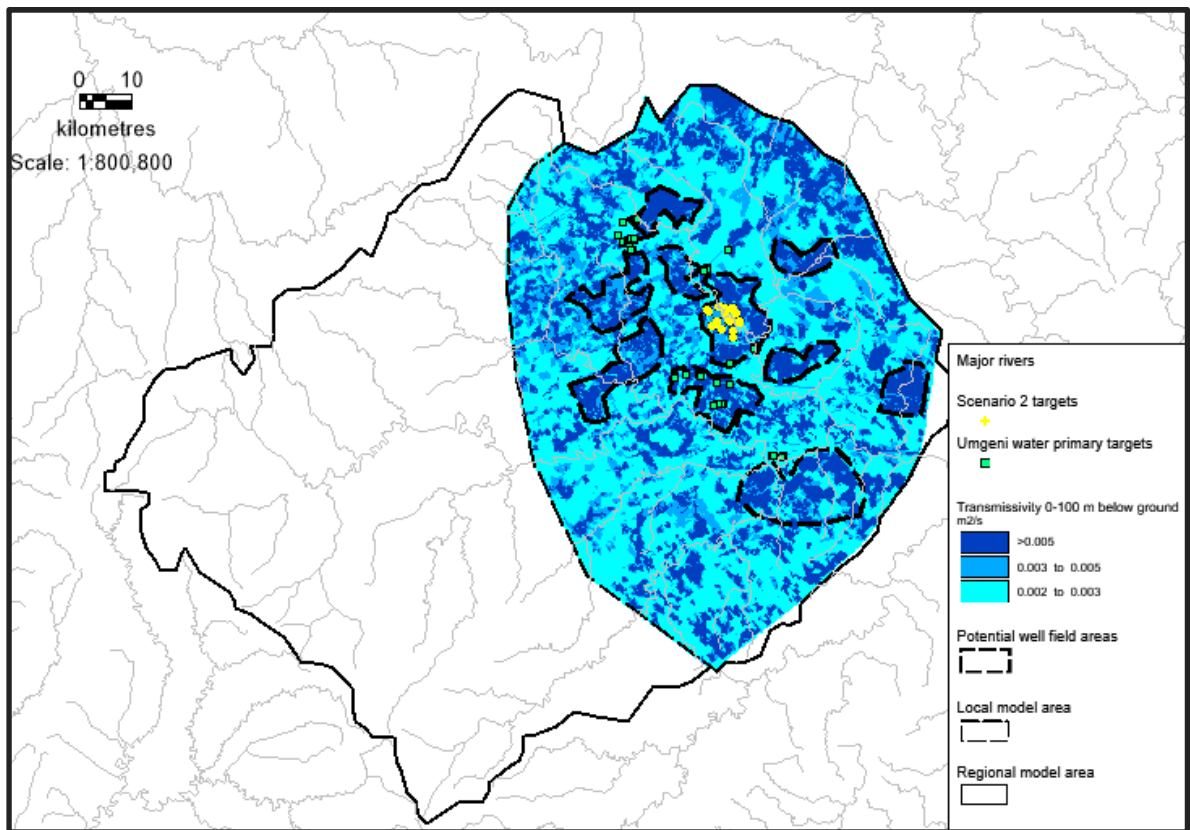 0 10
kilometres
Scale: 1:800,800
Major rivers
Scenario 2 targets
Umgeni water primary targets
Transmissivity 0-100 m below ground
m2/s
>0.005
0.003 to 0.005
0.002 to 0.003
Potential well field areas
Local model area
Regional model area